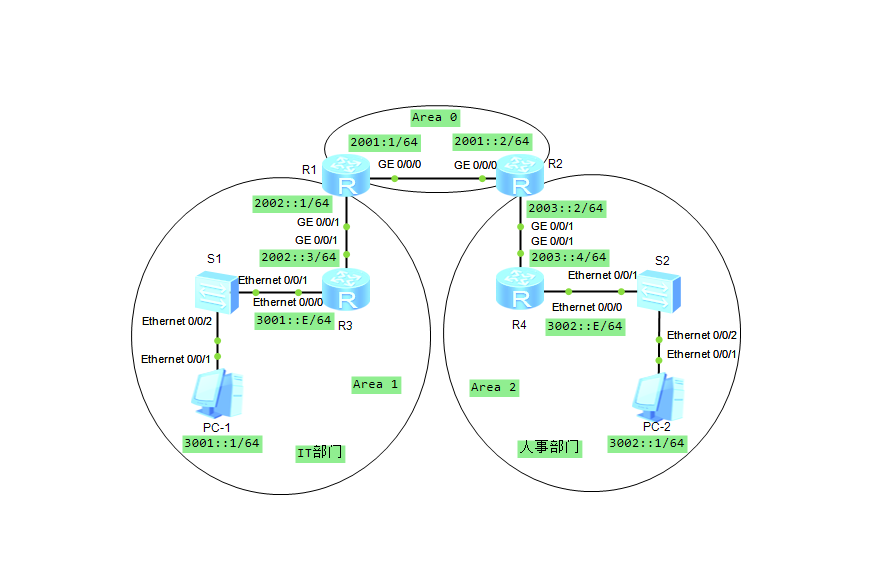 Area 0
2001:1/64
2001::2/64
R1
GE 0/0/0
GE 0/0/0
R2
R
R
2002::1/64
2003::2/64
GE 0/0/1
GE 0/0/1
GE 0/0/1
GE 0/0/1
2002::3/64
2003::4/64
S1
S2
Ethernet 0/0/1
Ethernet 0/0/1
R
R
Ethernet 0/0/0
Ethernet 0/0/0
3001::E/64
R3
R4
3002::E/64
Ethernet 0/0/2
Ethernet 0/0/2
Ethernet 0/0/1
Ethernet 0/0/1
Area 1
Area 2
PC-1
PC-2
3001::1/64
3002::1/64
IT部门
人事部门